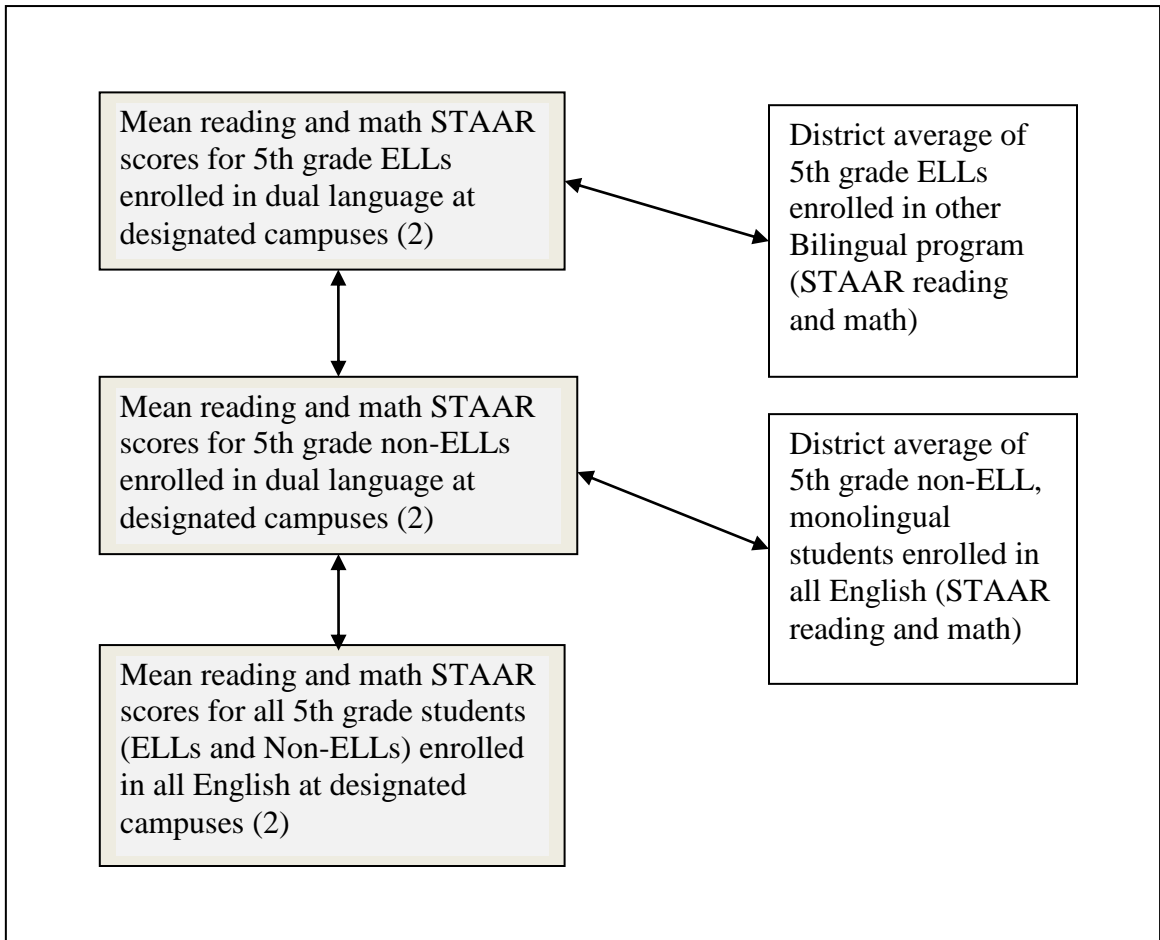 Mean reading and math STAAR
scores for 5th grade ELLs
enrolled in dual language at
designated campuses (2)
District average of
5th grade ELLs
enrolled in other
Bilingual program
(STAAR reading
and math)
Mean reading and math STAAR
scores for 5th grade non-ELLs
enrolled in dual language at
designated campuses (2)
District average of
5th grade non-ELL,
monolingual
students enrolled in
all English (STAAR
reading and math)
Mean reading and math STAAR
scores for all 5th grade students
(ELLs and Non-ELLs) enrolled
in all English at designated
campuses (2)